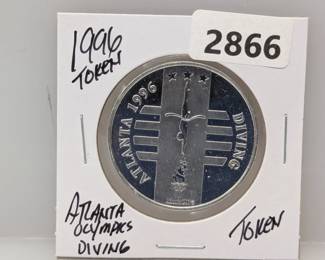 1996
TOKEN
2866
ATLANTA 1996
DIVING
ATLANTA
OLYMPICS
DIVING
TOKEN